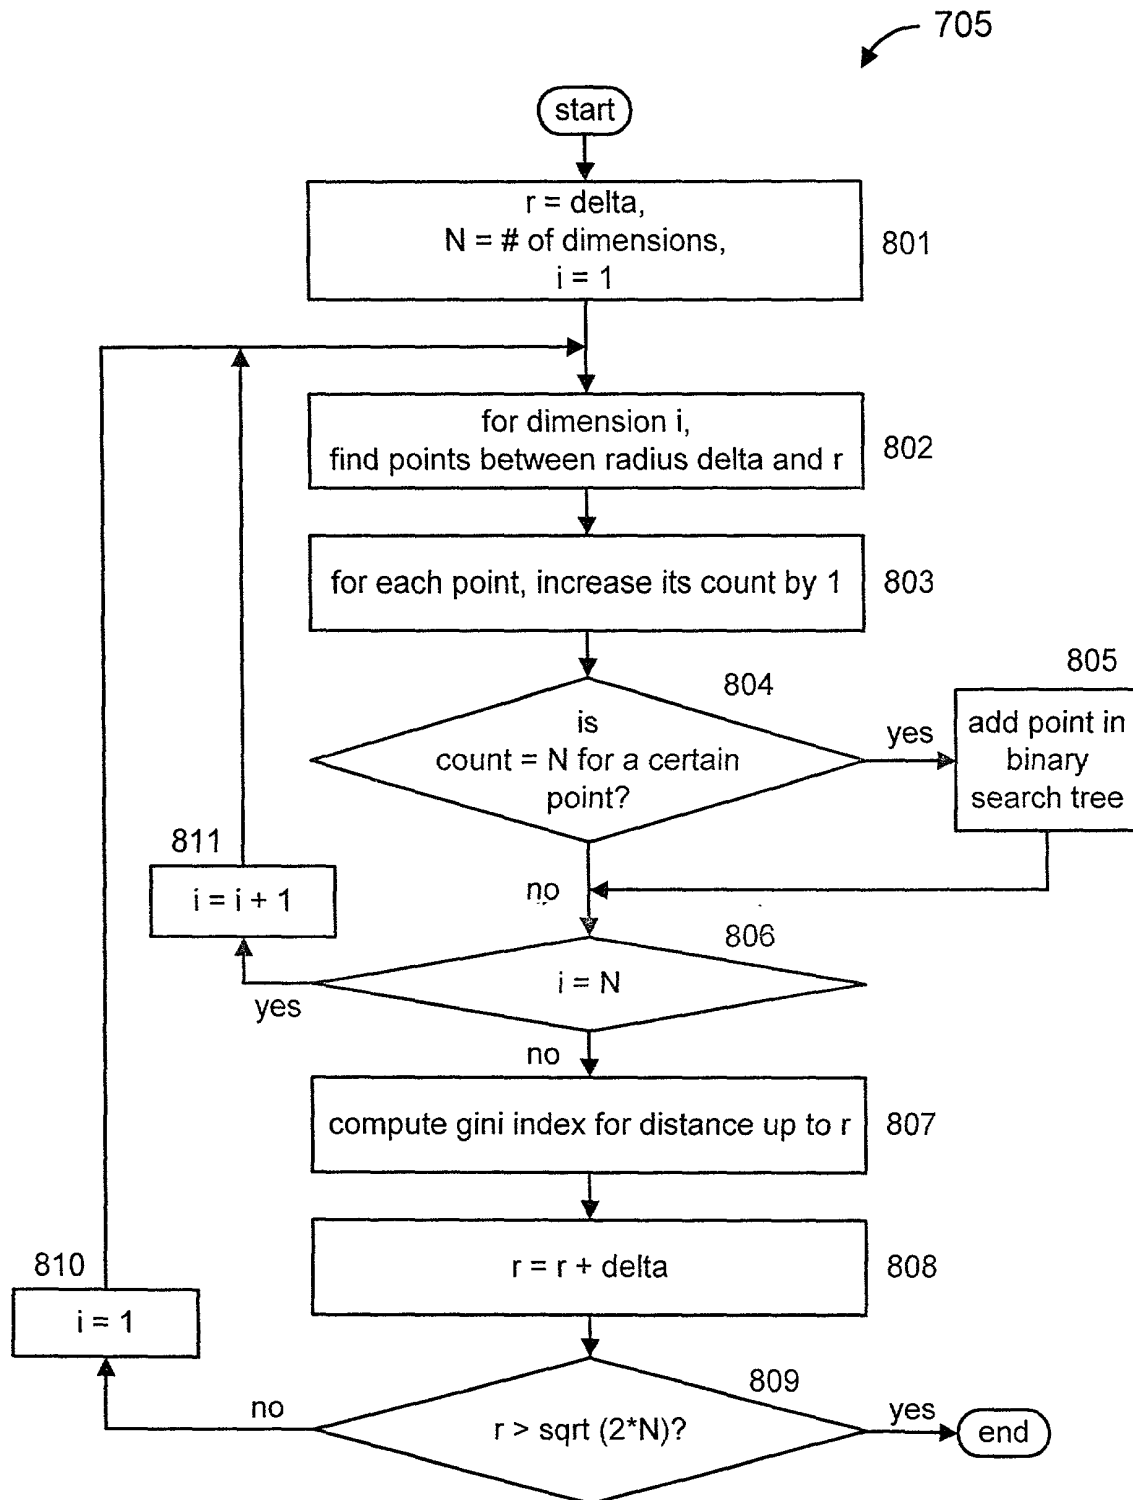 705
start
r = delta,
N = # of dimensions,
i = 1
801
for dimension i,
find points between radius delta and r
802
for each point, increase its count by 1
803
804
is
count = N for a certain
point?
yes
805
add point in
binary
search tree
no
811
i = i + 1
806
i = N
yes
no
compute gini index for distance up to r
807
r = r + delta
808
810
i = 1
809
r > sqrt (2*N)?
no
yes
end